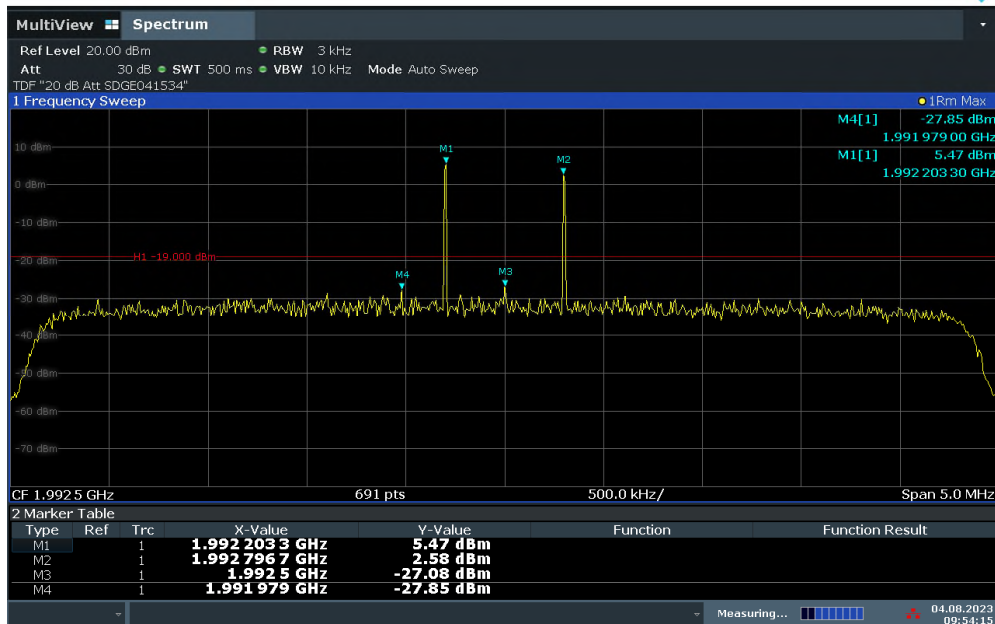 MultiView Spectrum
Ref Level 20.00 dBm RBW 3 kHz
Att 30 dB SWT 500 ms VBW 10 kHz Mode Auto Sweep
TDF "20 dB Att SDGE041534"
1 Frequency Sweep 1Rm Max
M4[1] -27.85 dBm
1.991 979 00 GHz
M1[1] 5.47 dBm
1.992 203 30 GHz
10 dBm
M1
M2
0 dBm
-10 dBm
H1 -19.000 dBm
-20 dBm
M4
M3
-30 dBm
-40 dBm
-50 dBm
-60 dBm
-70 dBm
CF 1.992 5 GHz 691 pts 500.0 kHz/ Span 5.0 MHz
2 Marker Table
Type Ref Trc X-Value Y-Value Function Function Result
M1 1 1.992 203 3 GHz 5.47 dBm
M2 1 1.992 796 7 GHz 2.58 dBm
M3 1 1.992 5 GHz -27.08 dBm
M4 1 1.991 979 GHz -27.85 dBm
Measuring... 04.08.2023
09:54:15